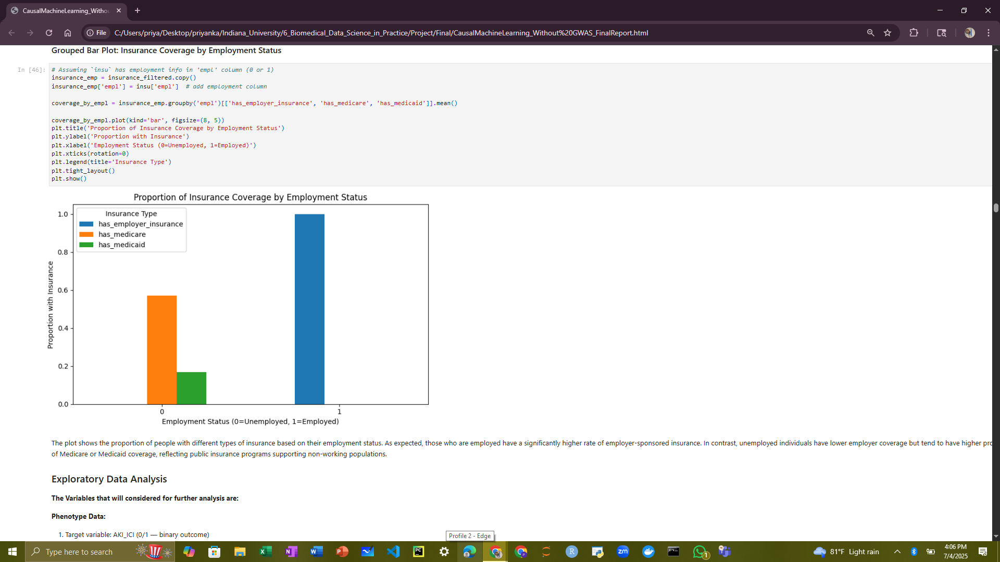 CausalMachineLearning_Withou
File
C:/Users/priya/Desktop/priyanka/Indiana_University/6_Biomedical_Data_Science_in_Practice/Project/Final/CausalMachineLearning_Without%20GWAS_FinalReport.html
Grouped Bar Plot: Insurance Coverage by Employment Status
In [46]:
# Assuming `insu` has employment info in 'empl' column (0 or 1)
insurance_emp = insurance_filtered.copy()
insurance_emp['empl'] = insu['empl']  # add employment column
coverage_by_empl = insurance_emp.groupby('empl')[['has_employer_insurance', 'has_medicare', 'has_medicaid']].mean()
coverage_by_empl.plot(kind='bar', figsize=(8, 5))
plt.title('Proportion of Insurance Coverage by Employment Status')
plt.ylabel('Proportion with Insurance')
plt.xlabel('Employment Status (0=Unemployed, 1=Employed)')
plt.xticks(rotation=0)
plt.legend(title='Insurance Type')
plt.tight_layout()
plt.show()
Proportion of Insurance Coverage by Employment Status
Insurance Type
has_employer_insurance
has_medicare
has_medicaid
1.0
0.8
0.6
0.4
0.2
0.0
Proportion with Insurance
0
1
Employment Status (0=Unemployed, 1=Employed)
The plot shows the proportion of people with different types of insurance based on their employment status. As expected, those who are employed have a significantly higher rate of employer-sponsored insurance. In contrast, unemployed individuals have lower employer coverage but tend to have higher pro
of Medicare or Medicaid coverage, reflecting public insurance programs supporting non-working populations.
Exploratory Data Analysis
The Variables that will considered for further analysis are:
Phenotype Data:
1. Target variable: AKI_ICI (0/1 — binary outcome)
Profile 2 - Edge
Type here to search
PC
zm
1
81°F Light rain
4:06 PM
7/4/2025